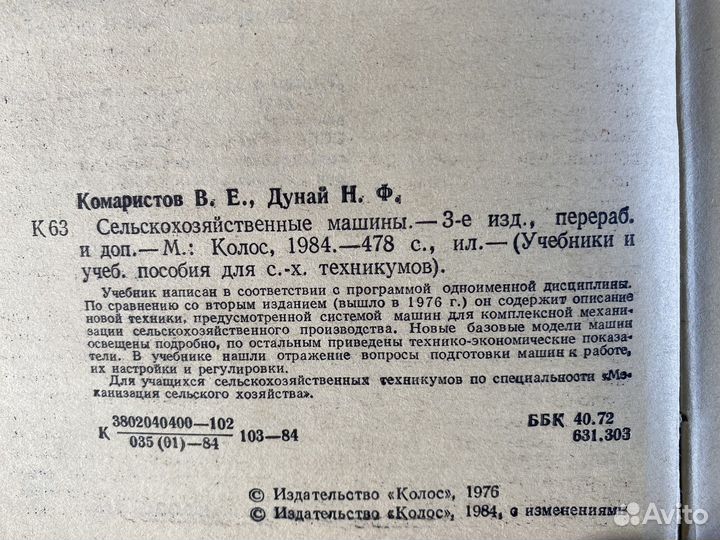 Комаристов В. Е., Дунай Н. Ф.
К 63 Сельскохозяйственные машины.— 3-е изд., перераб.
и доп.— М.: Колос, 1984.—478 с., ил.— (Учебники и
учеб. пособия для с.-х. техникумов).
Учебник написан в соответствии с программой одноименной дисциплины.
По сравнению со вторым изданием (вышло в 1976 г.) он содержит описание
новой техники, предусмотренной системой машин для комплексной механи-
зации сельскохозяйственного производства. Новые базовые модели машин
освещены подробно, по остальным приведены технико-экономические показа-
тели. В учебнике нашли отражение вопросы подготовки машин к работе,
их настройки и регулировки.
Для учащихся сельскохозяйственных техникумов по специальности «Ме-
ханизация сельского хозяйства».
К 3802040400—102
035 (01)—84 103—84
ББК 40.72
631.303
© Издательство «Колос», 1976
© Издательство «Колос», 1984, с изменениями
Avito